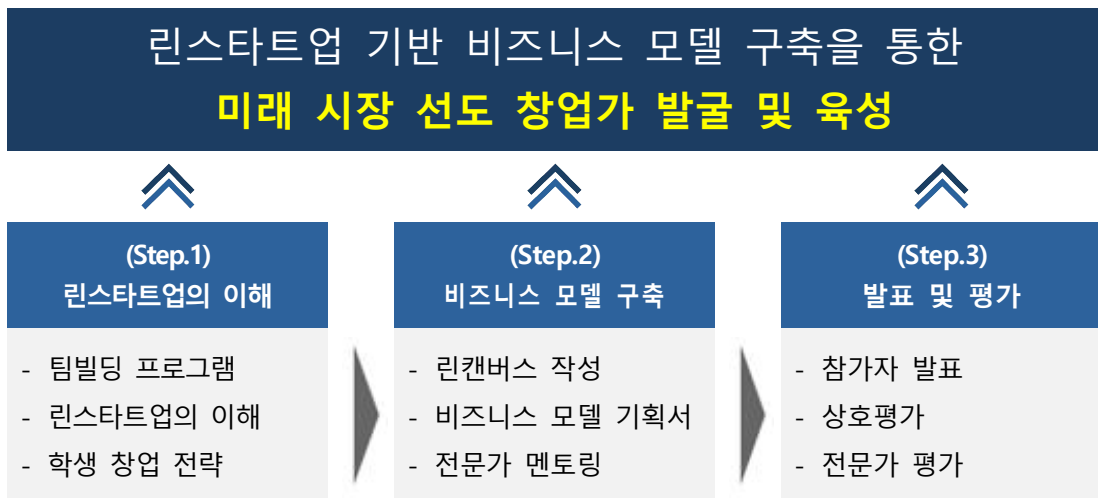 린스타트업 기반 비즈니스 모델 구축을 통한
미래 시장 선도 창업가 발굴 및 육성
(Step.1)
린스타트업의 이해
- 팀빌딩 프로그램
- 린스타트업의 이해
- 학생 창업 전략
(Step.2)
비즈니스 모델 구축
- 린캔버스 작성
- 비즈니스 모델 기획서
- 전문가 멘토링
(Step.3)
발표 및 평가
- 참가자 발표
- 상호평가
- 전문가 평가